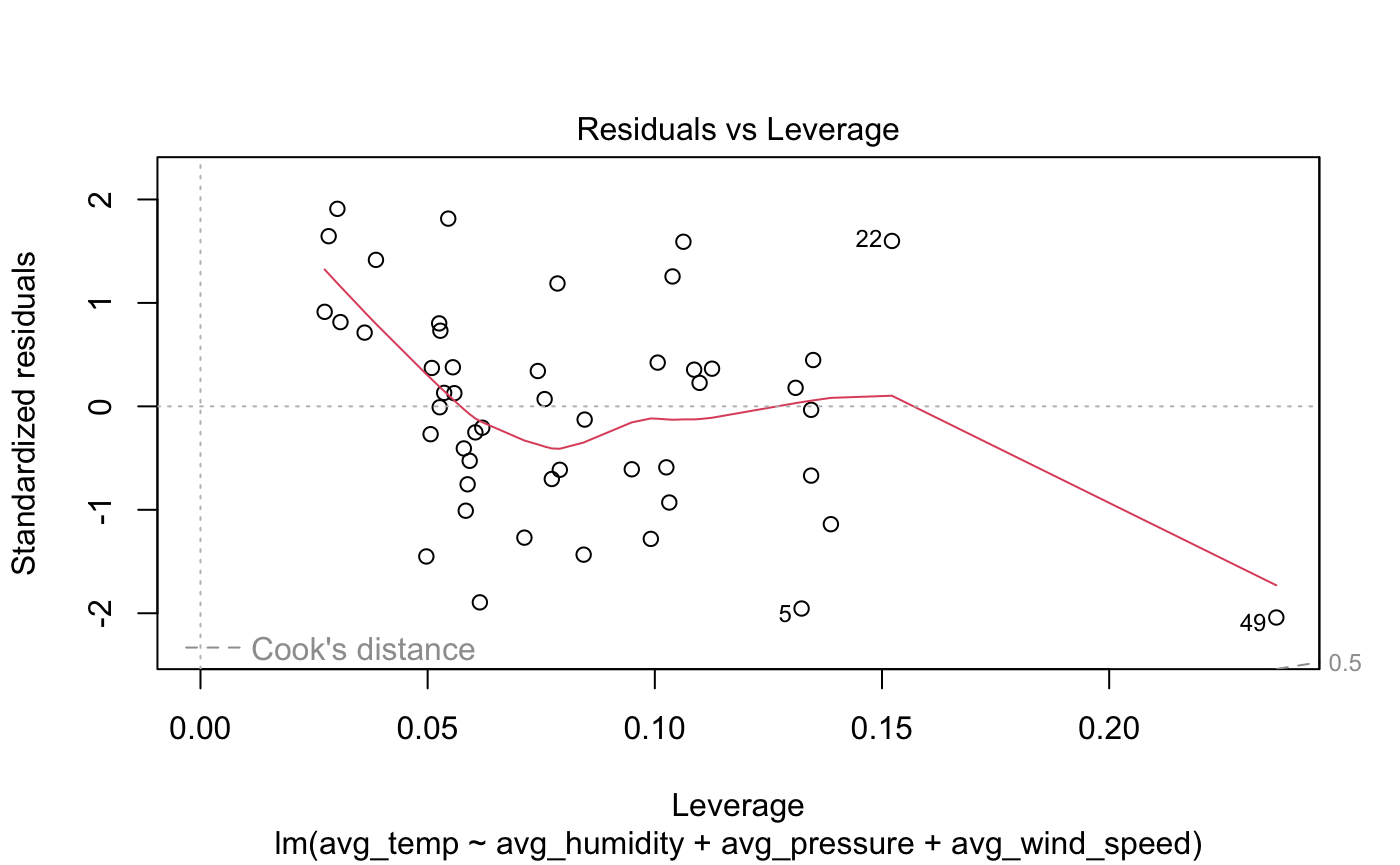 Residuals vs Leverage
Standardized residuals
2
1
0
-1
-2
22
5
49
Cook's distance
0.5
0.00 0.05 0.10 0.15 0.20
Leverage
lm(avg_temp ~ avg_humidity + avg_pressure + avg_wind_speed)